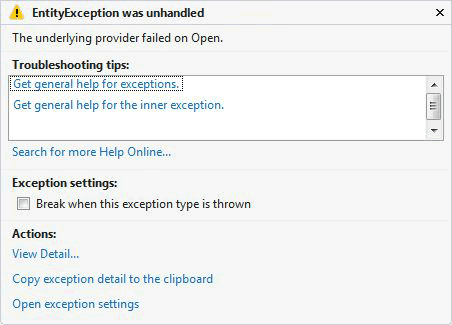 EntityException was unhandled
The underlying provider failed on Open.
Troubleshooting tips:
Get general help for exceptions.
Get general help for the inner exception.
Search for more Help Online...
Exception settings:
Break when this exception type is thrown
Actions:
View Detail...
Copy exception detail to the clipboard
Open exception settings